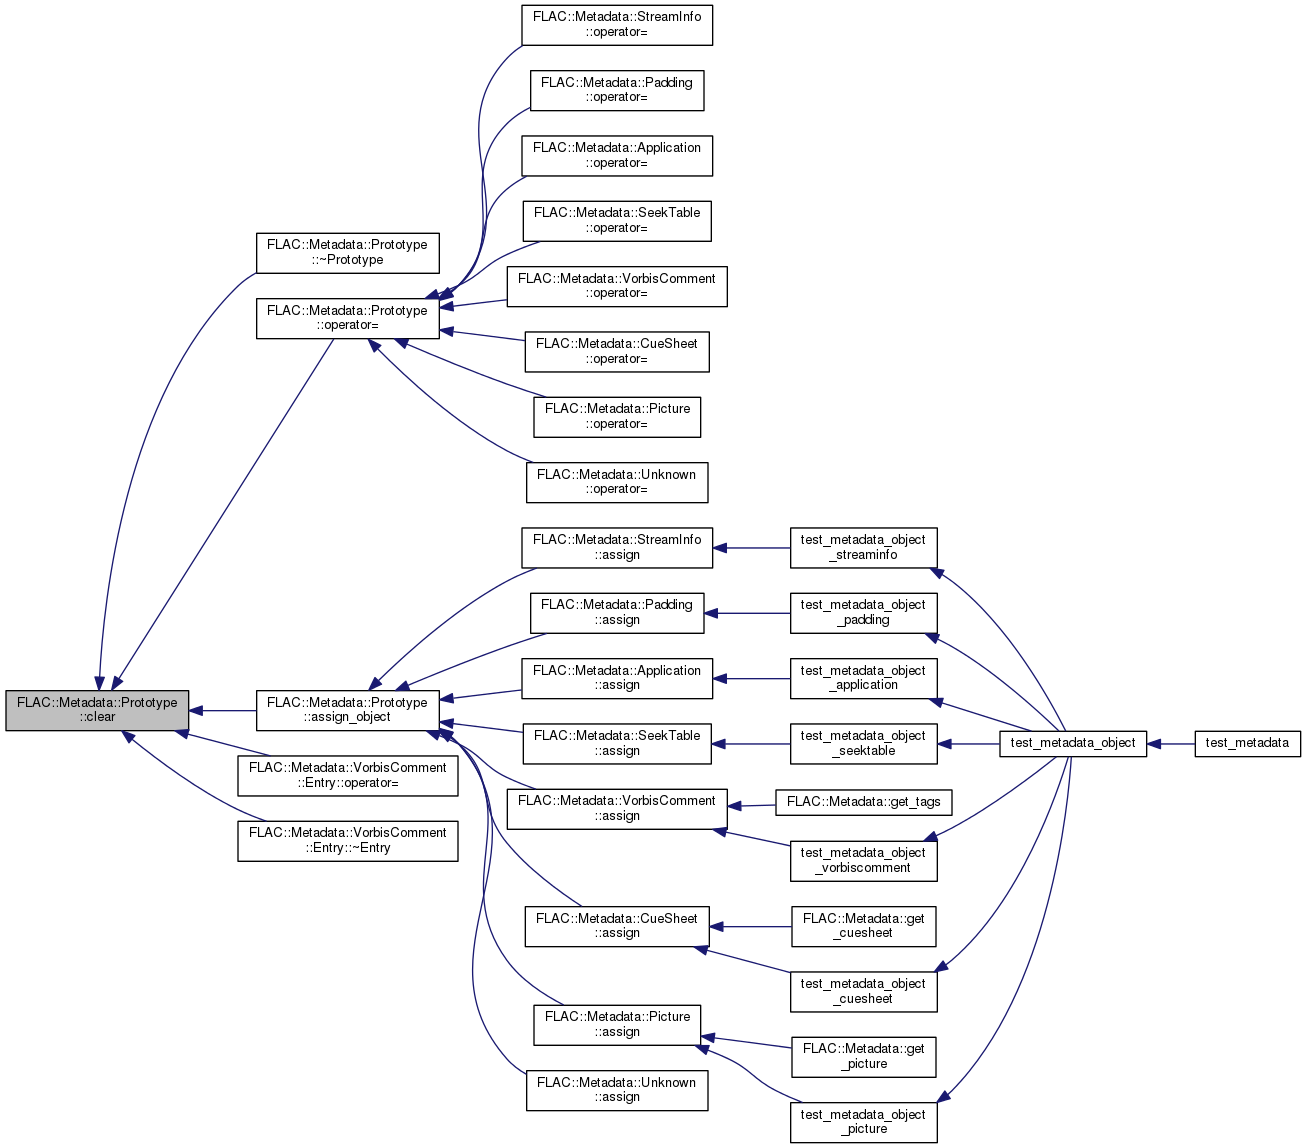 FLAC::Metadata::StreamInfo
::operator=
FLAC::Metadata::Padding
::operator=
FLAC::Metadata::Application
::operator=
FLAC::Metadata::SeekTable
::operator=
FLAC::Metadata::Prototype
::~Prototype
FLAC::Metadata::VorbisComment
::operator=
FLAC::Metadata::Prototype
::operator=
FLAC::Metadata::CueSheet
::operator=
FLAC::Metadata::Picture
::operator=
FLAC::Metadata::Unknown
::operator=
FLAC::Metadata::StreamInfo
::assign
test_metadata_object
_streaminfo
FLAC::Metadata::Padding
::assign
test_metadata_object
_padding
FLAC::Metadata::Application
::assign
test_metadata_object
_application
FLAC::Metadata::Prototype
::clear
FLAC::Metadata::Prototype
::assign_object
FLAC::Metadata::SeekTable
::assign
test_metadata_object
_seektable
test_metadata_object
test_metadata
FLAC::Metadata::VorbisComment
::Entry::operator=
FLAC::Metadata::VorbisComment
::assign
FLAC::Metadata::get_tags
FLAC::Metadata::VorbisComment
::Entry::~Entry
test_metadata_object
_vorbiscomment
FLAC::Metadata::CueSheet
::assign
FLAC::Metadata::get
_cuesheet
test_metadata_object
_cuesheet
FLAC::Metadata::Picture
::assign
FLAC::Metadata::get
_picture
FLAC::Metadata::Unknown
::assign
test_metadata_object
_picture